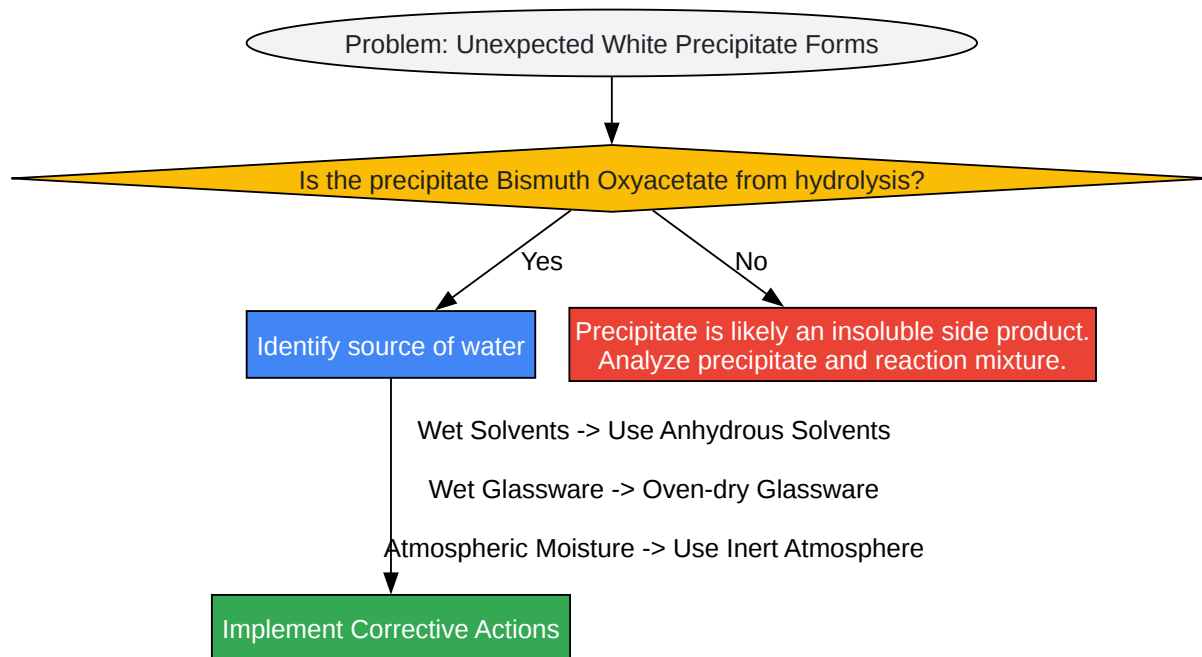 Problem: Unexpected White Precipitate Forms
Is the precipitate Bismuth Oxyacetate from hydrolysis?
Yes
No
Identify source of water
Precipitate is likely an insoluble side product.
Analyze precipitate and reaction mixture.
Wet Solvents -> Use Anhydrous Solvents
Wet Glassware -> Oven-dry Glassware
Atmospheric Moisture -> Use Inert Atmosphere
Implement Corrective Actions